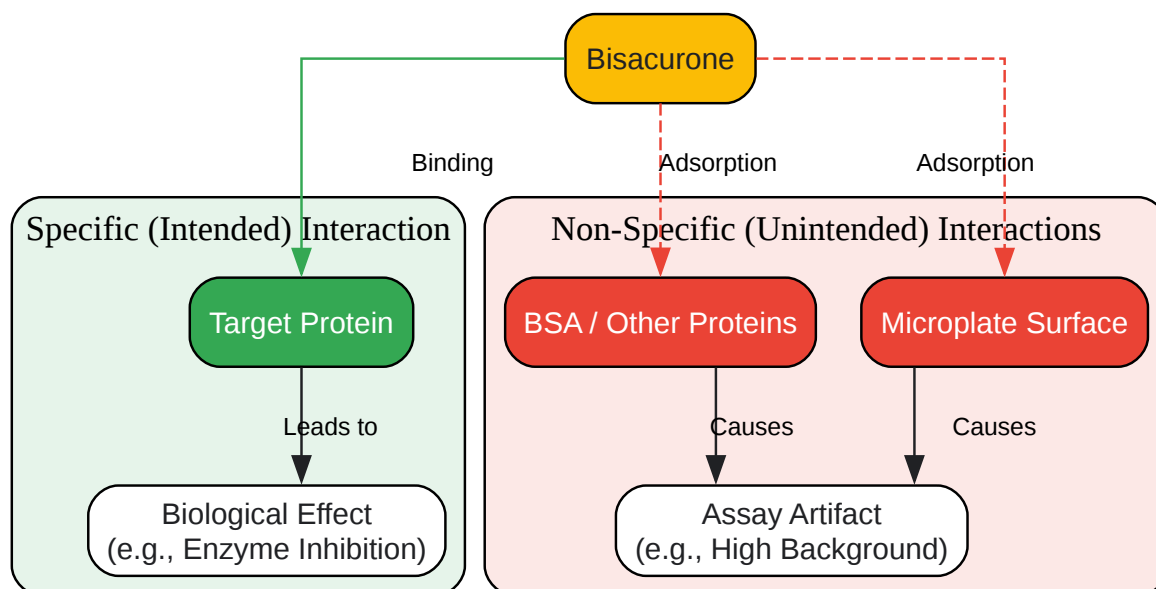 Bisacurone
Binding
Adsorption
Adsorption
Specific (Intended) Interaction
Non-Specific (Unintended) Interactions
Target Protein
BSA / Other Proteins
Microplate Surface
Leads to
Causes
Causes
Biological Effect
(e.g., Enzyme Inhibition)
Assay Artifact
(e.g., High Background)